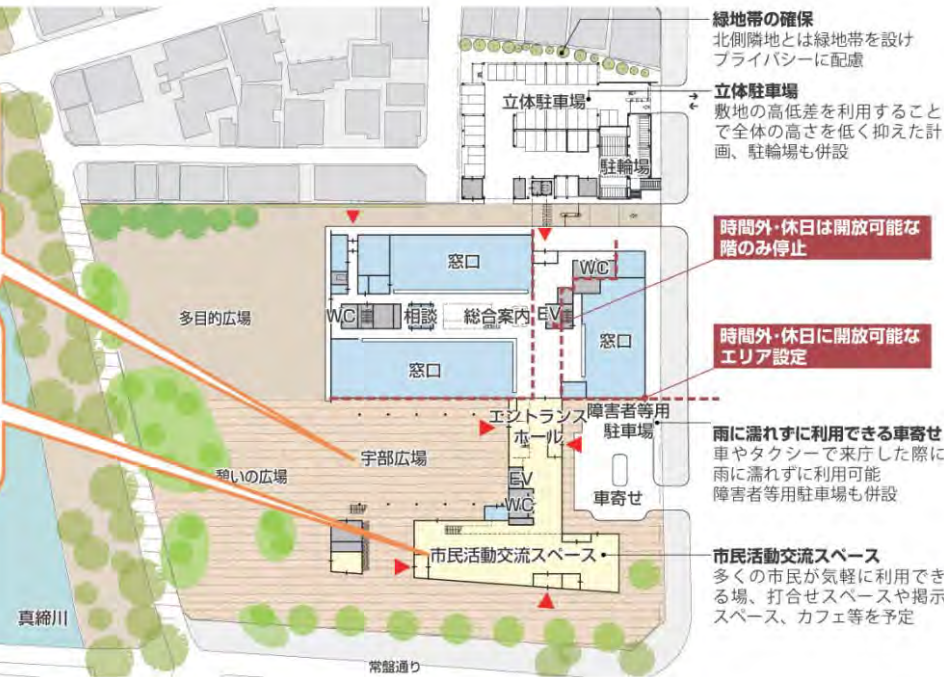 緑地帯の確保
北側隣地とは緑地帯を設け
プライバシーに配慮
立体駐車場
敷地の高低差を利用すること
で全体の高さを低く抑えた計
画、駐輪場も併設
立体駐車場
駐輪場
時間外･休日は開放可能な
階のみ停止
窓口
WC
多目的広場
WC
相談
総合案内
EV
窓口
窓口
時間外･休日に開放可能な
エリア設定
エントランス
ホール
障害者等用
駐車場
雨に濡れずに利用できる車寄せ
車やタクシーで来庁した際に
雨に濡れずに利用可能
障害者等用駐車場も併設
宇部広場
憩いの広場
EV
WC
車寄せ
市民活動交流スペース
市民活動交流スペース
多くの市民が気軽に利用でき
る場、打合せスペースや掲示
スペース、カフェ等を予定
真締川
常盤通り